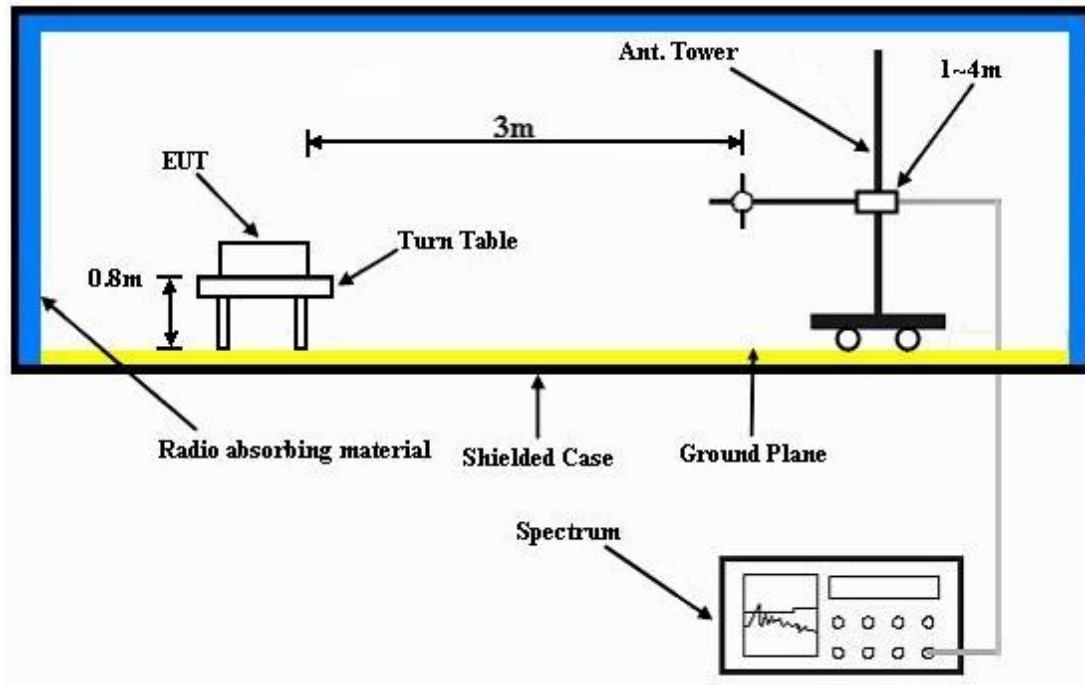 Ant. Tower
1~4m
3m
EUT
Turn Table
0.8m
Radio absorbing material
Shielded Case
Ground Plane
Spectrum